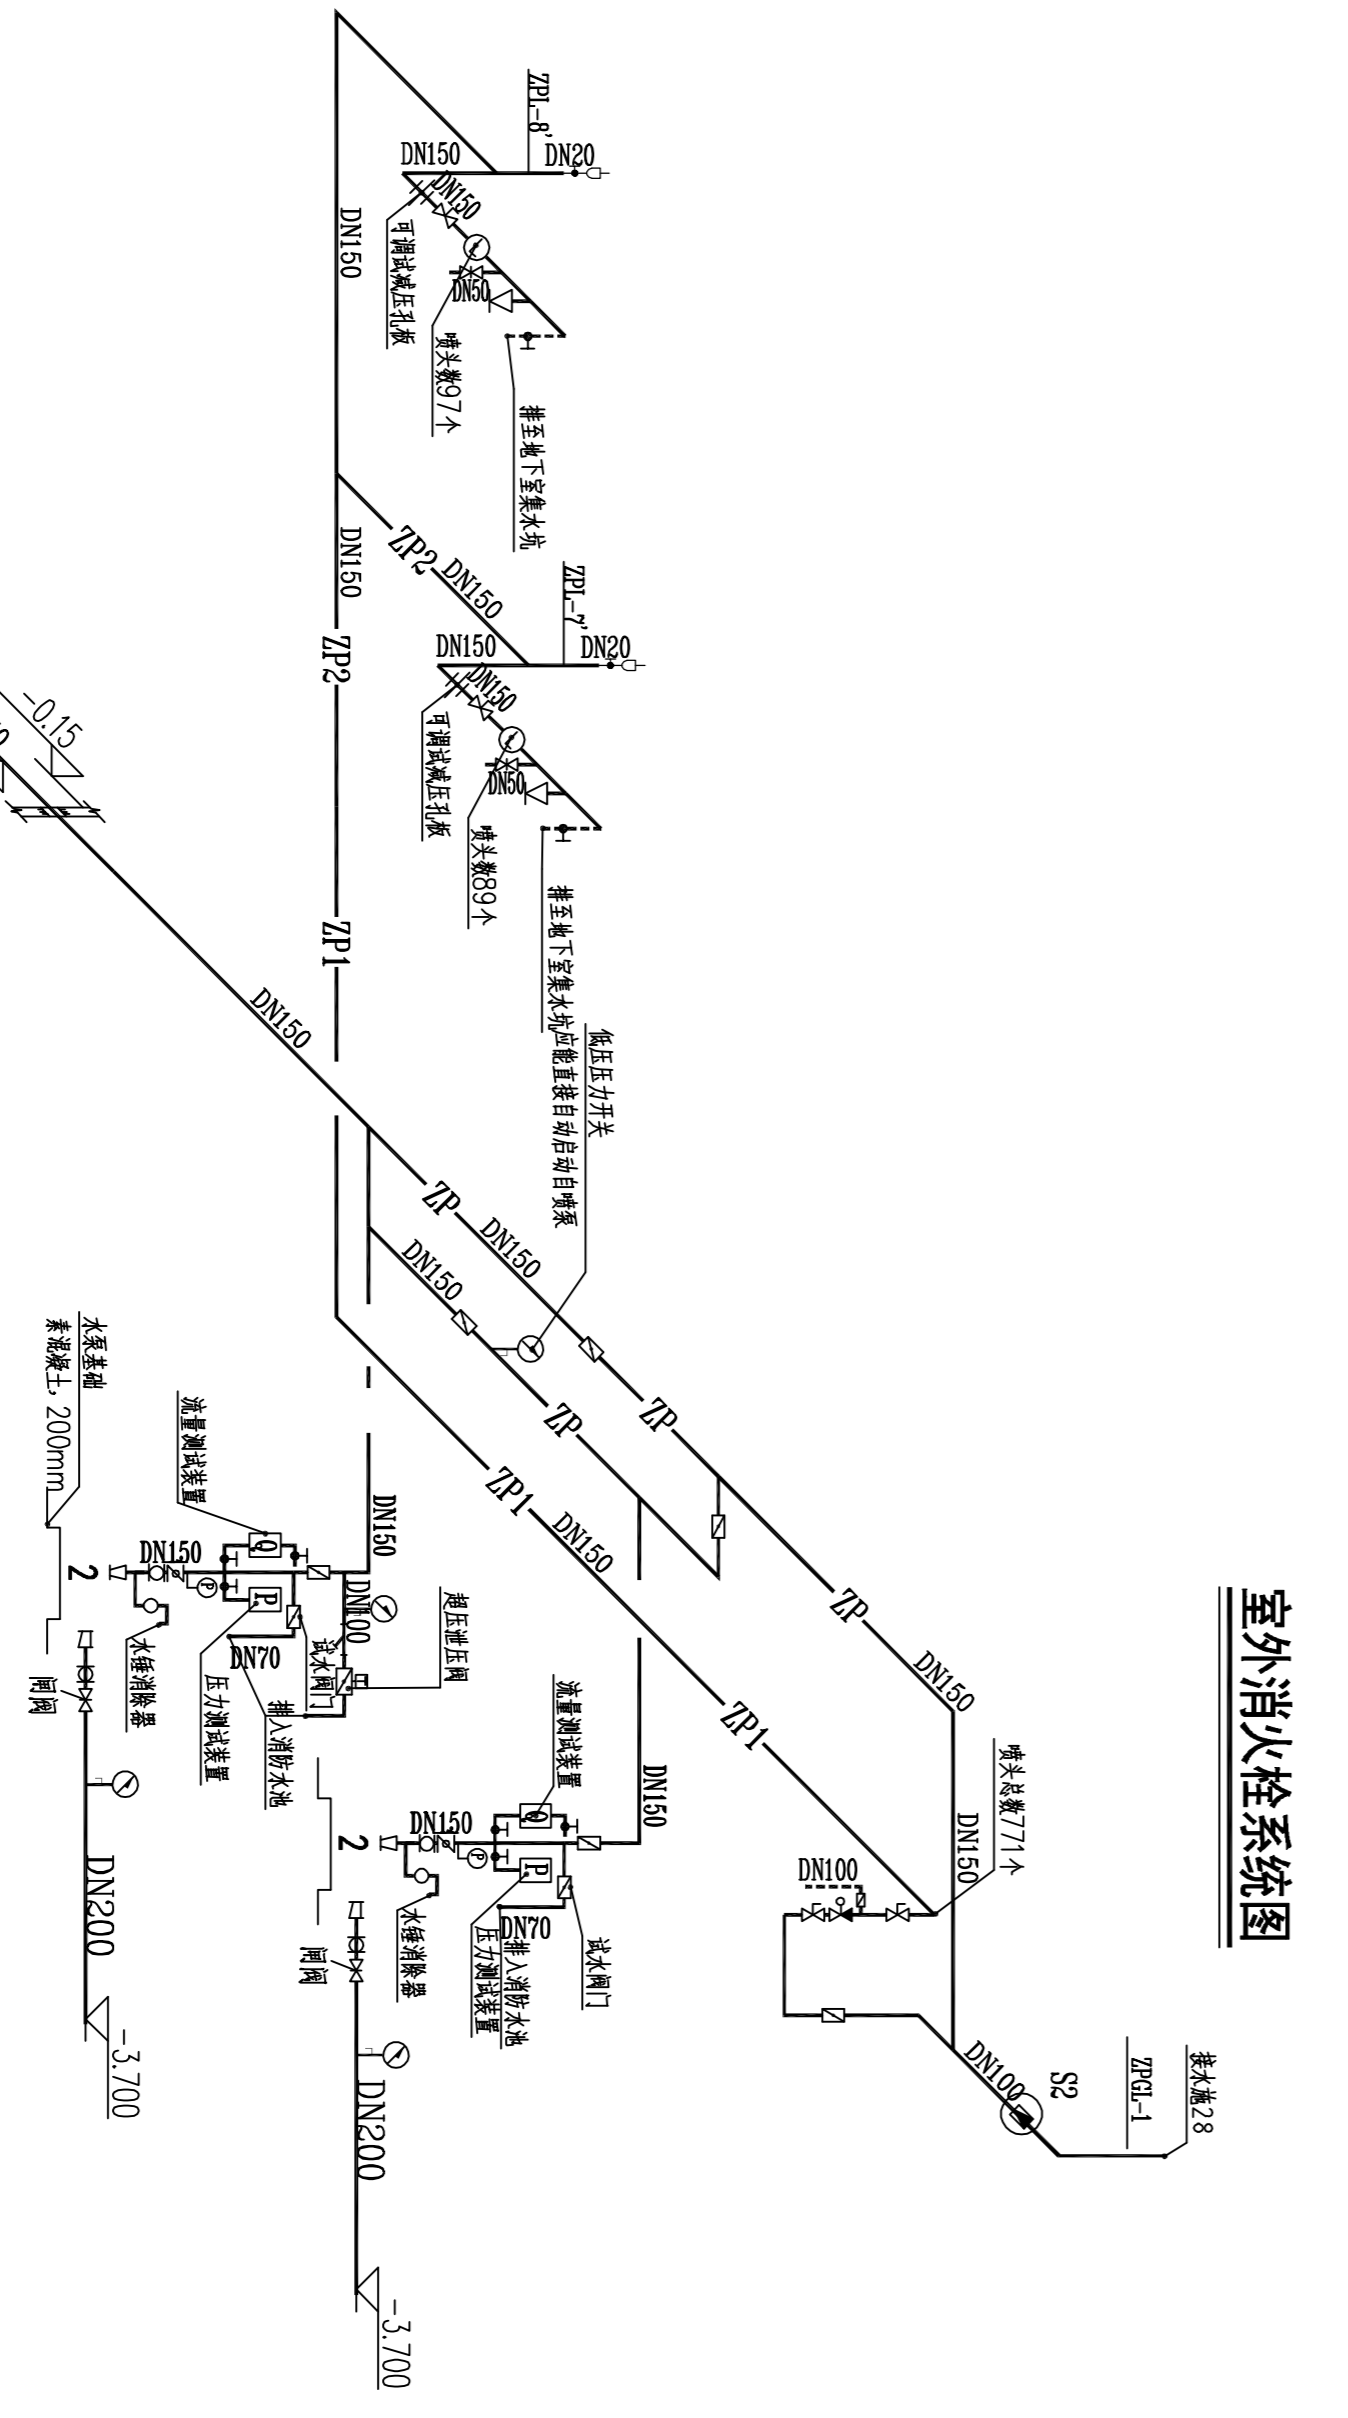 室外消火栓系统图
接水施28
ZPGL-1
S2
DN100
喷头总数771个
DN150
DN150
ZP
DN100
ZP1
ZP
DN150
ZP1
ZP
DN150
ZP
DN150
ZP
DN150
低压压力开关
应能直接自动启动自喷泵
ZPL-8'
DN20
DN150
DN150
DN50
可调试减压孔板
喷头数97个
排至地下室集水坑
DN150
DN150
ZP2
DN150
ZPL-7'
DN20
DN150
DN150
DN50
可调试减压孔板
喷头数89个
排至地下室集水坑
ZP2
ZP1
-0.15
水泵基础
素混凝土,200mm
流量测试装置
DN150
DN150
Q
P
P
2
DN100
超压泄压阀
试水阀门
DN70
排入消防水池
压力测试装置
水锤消除器
闸阀
DN200
-3.700
流量测试装置
DN150
DN150
Q
P
P
2
试水阀门
DN70
排入消防水池
压力测试装置
水锤消除器
闸阀
DN200
-3.700